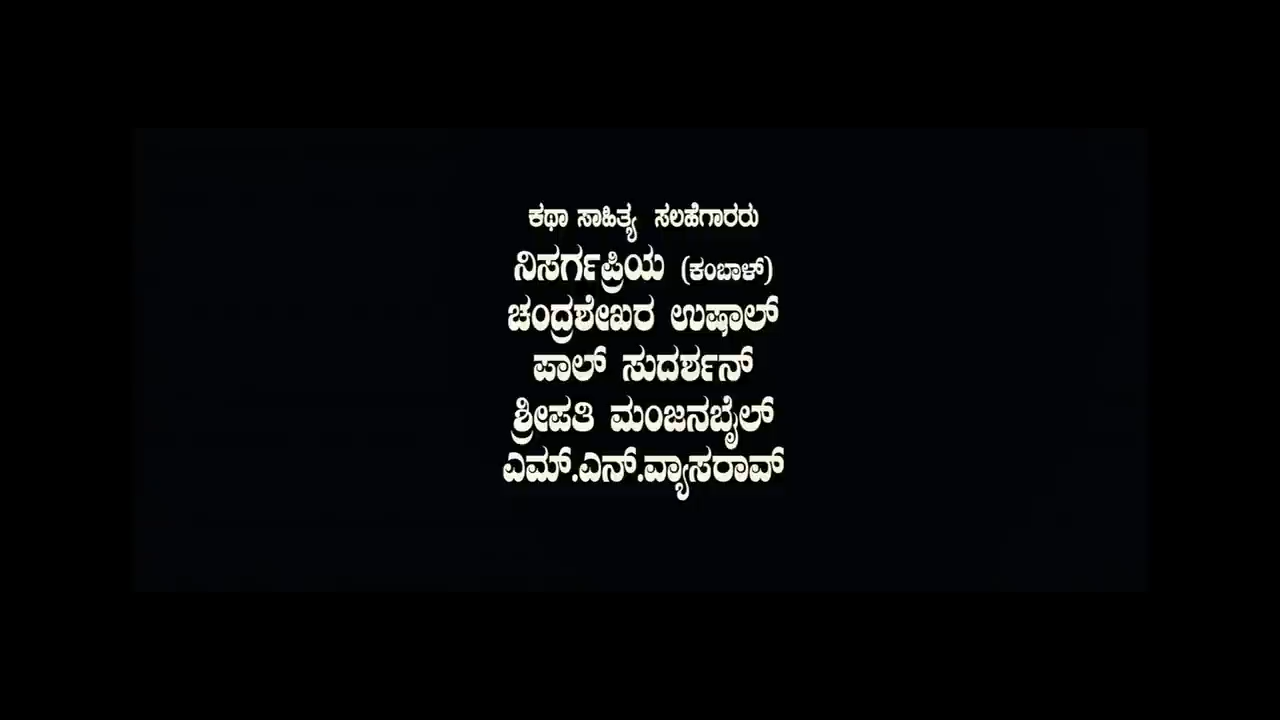 ಕಥಾ ಸಾಹಿತ್ಯ ಸಲಹೆಗಾರರು
ನಿಸರ್ಗಪ್ರಿಯ (ಕಂಬಾಳ್)
ಚಂದ್ರಶೇಖರ ಉಷಾಲ್
ಪಾಲ್ ಸುದರ್ಶನ್
ಶ್ರೀಪತಿ ಮಂಜನಬೈಲ್
ಎಮ್.ಎನ್.ವ್ಯಾಸರಾವ್